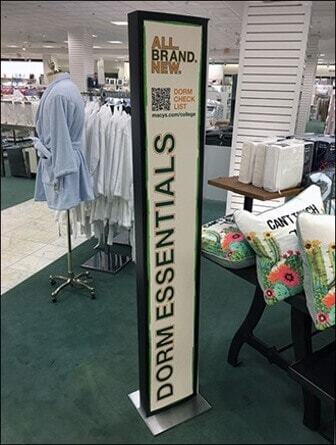 ALL.
BRAND.
NEW.
DORM
CHECK
LIST
macys.com/college
DORM ESSENTIALS
CAN'T